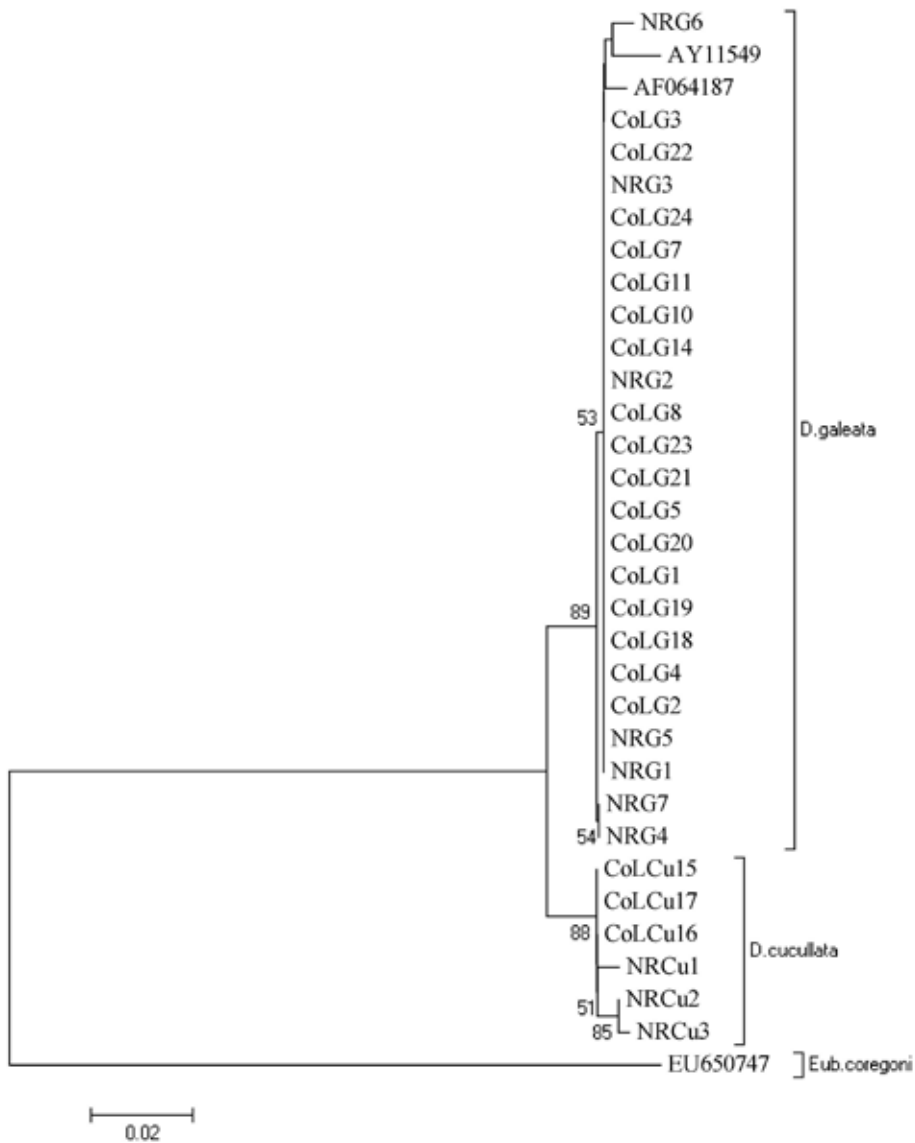 NRG6
AY11549
AF064187
CoLG3
CoLG22
NRG3
CoLG24
CoLG7
CoLG11
CoLG10
CoLG14
NRG2
53
CoLG8
D.galeata
CoLG23
CoLG21
CoLG5
CoLG20
CoLG1
89
CoLG19
CoLG18
CoLG4
CoLG2
NRG5
NRG1
NRG7
54
NRG4
CoLCu15
CoLCu17
88
CoLCu16
D.cucullata
NRCu1
51
NRCu2
85
NRCu3
EU650747
Eub.coregoni
0.02